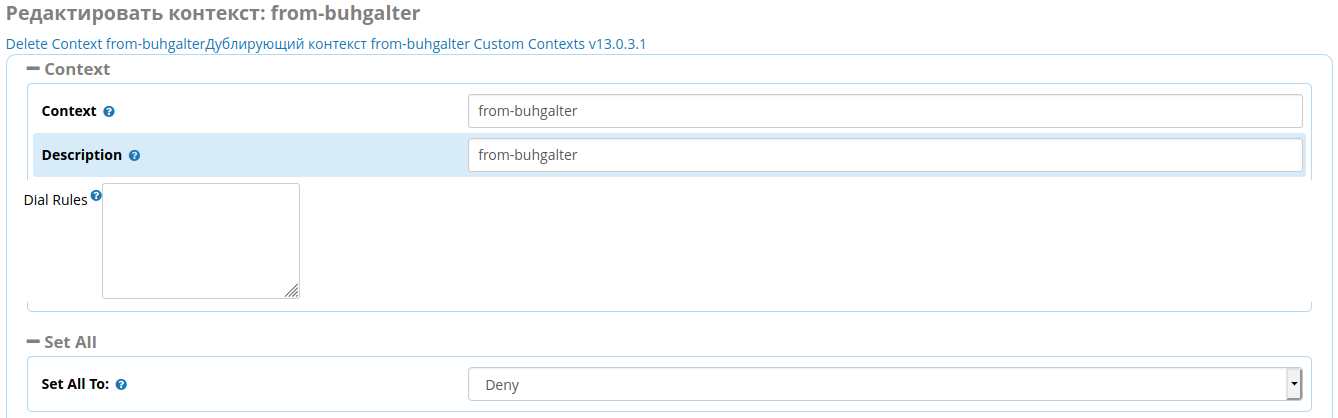 Редактировать контекст: from-buhgalter
Delete Context from-buhgalterДублирующий контекст from-buhgalter Custom Contexts v13.0.3.1
Context
Context from-buhgalter
Description from-buhgalter
Dial Rules
Set All
Set All To: Deny